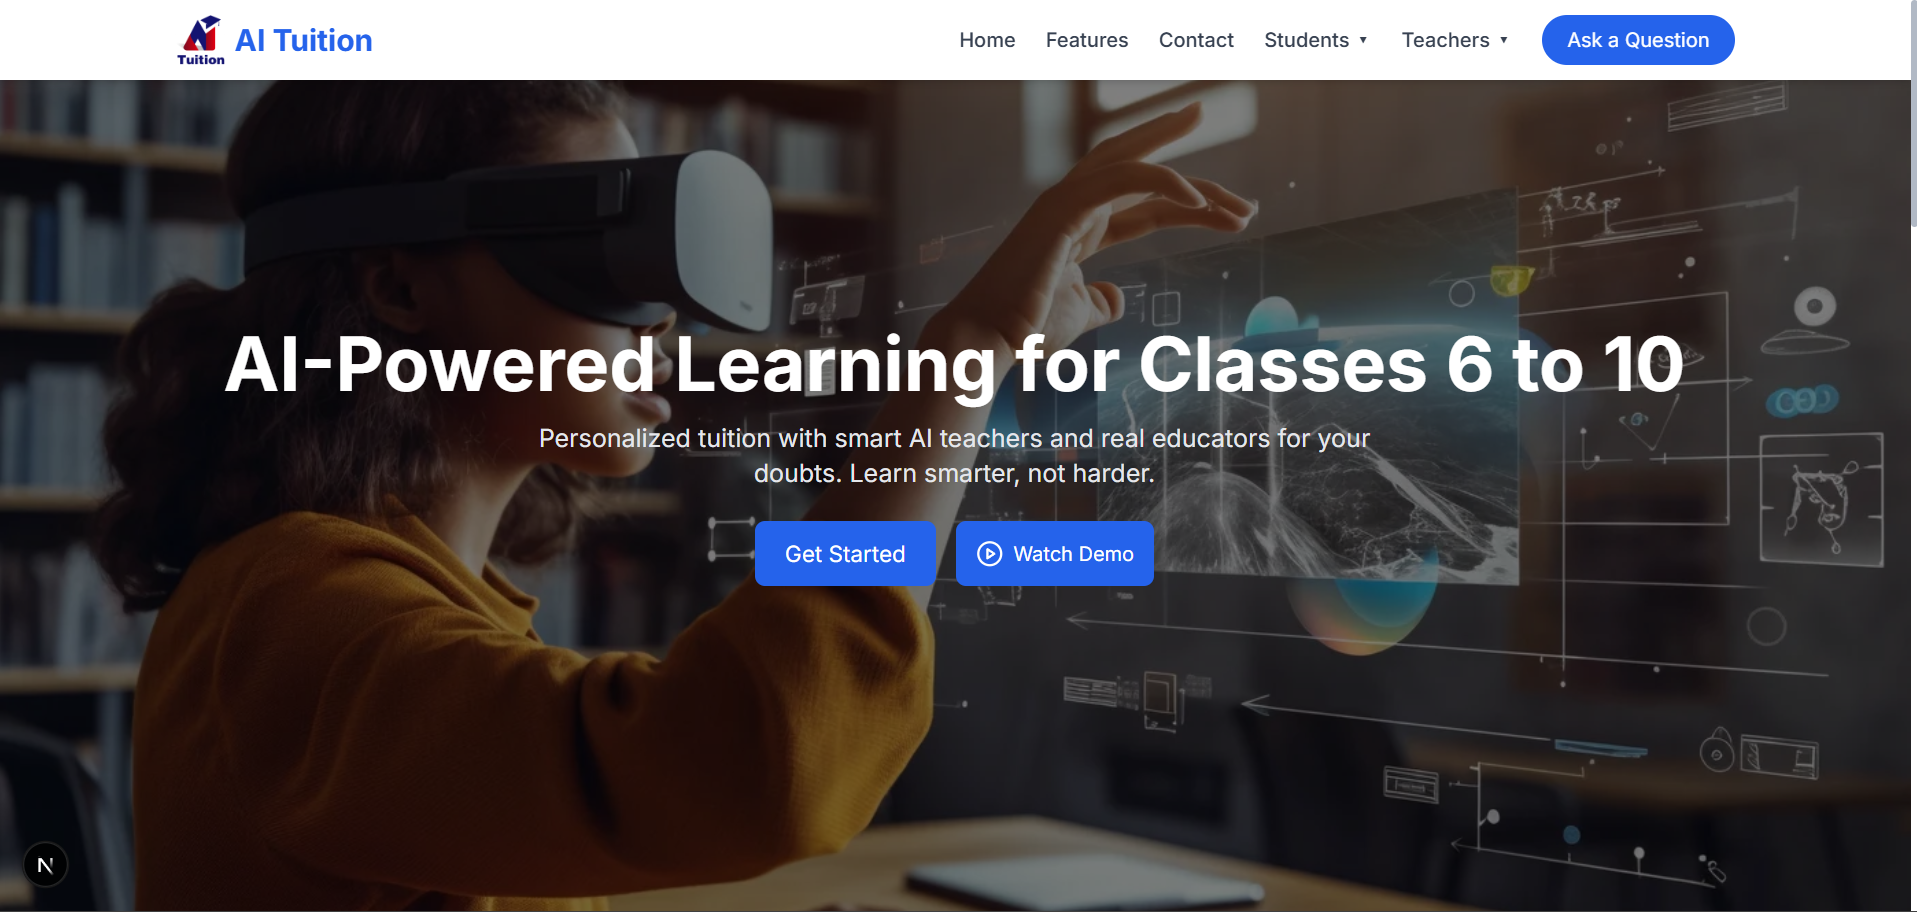 Tuition
AI Tuition
Home
Features
Contact
Students ▼
Teachers ▼
Ask a Question
AI-Powered Learning for Classes 6 to 10
Personalized tuition with smart AI teachers and real educators for your
doubts. Learn smarter, not harder.
Get Started
Watch Demo
N